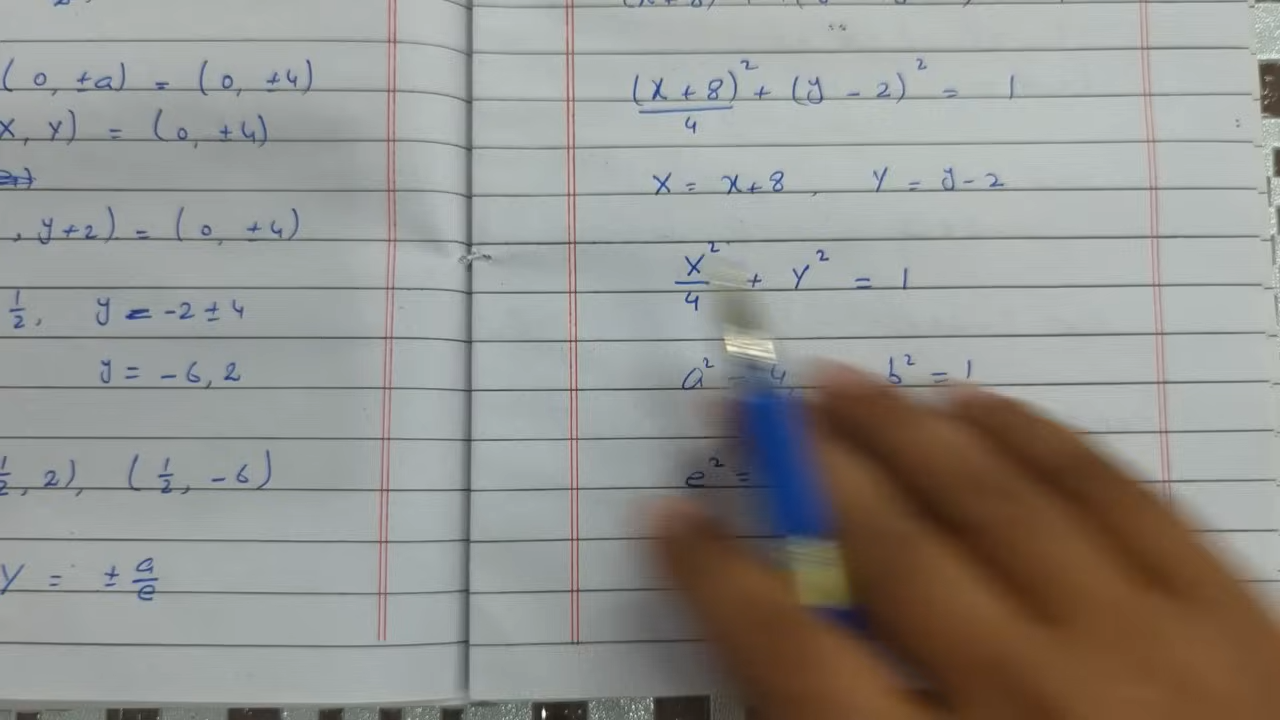 (0, ±a) = (0, ±4)
X, Y) = (0, ±4)
, y+2) = (0, ±4)
1/2, y = -2 ± 4
y = -6, 2
1/2, 2), (1/2, -6)
Y = ± a/e
(x+8)²/4 + (y-2)² = 1
X = x+8, Y = y-2
X²/4 + Y² = 1
a² = 4, b² = 1
e² =